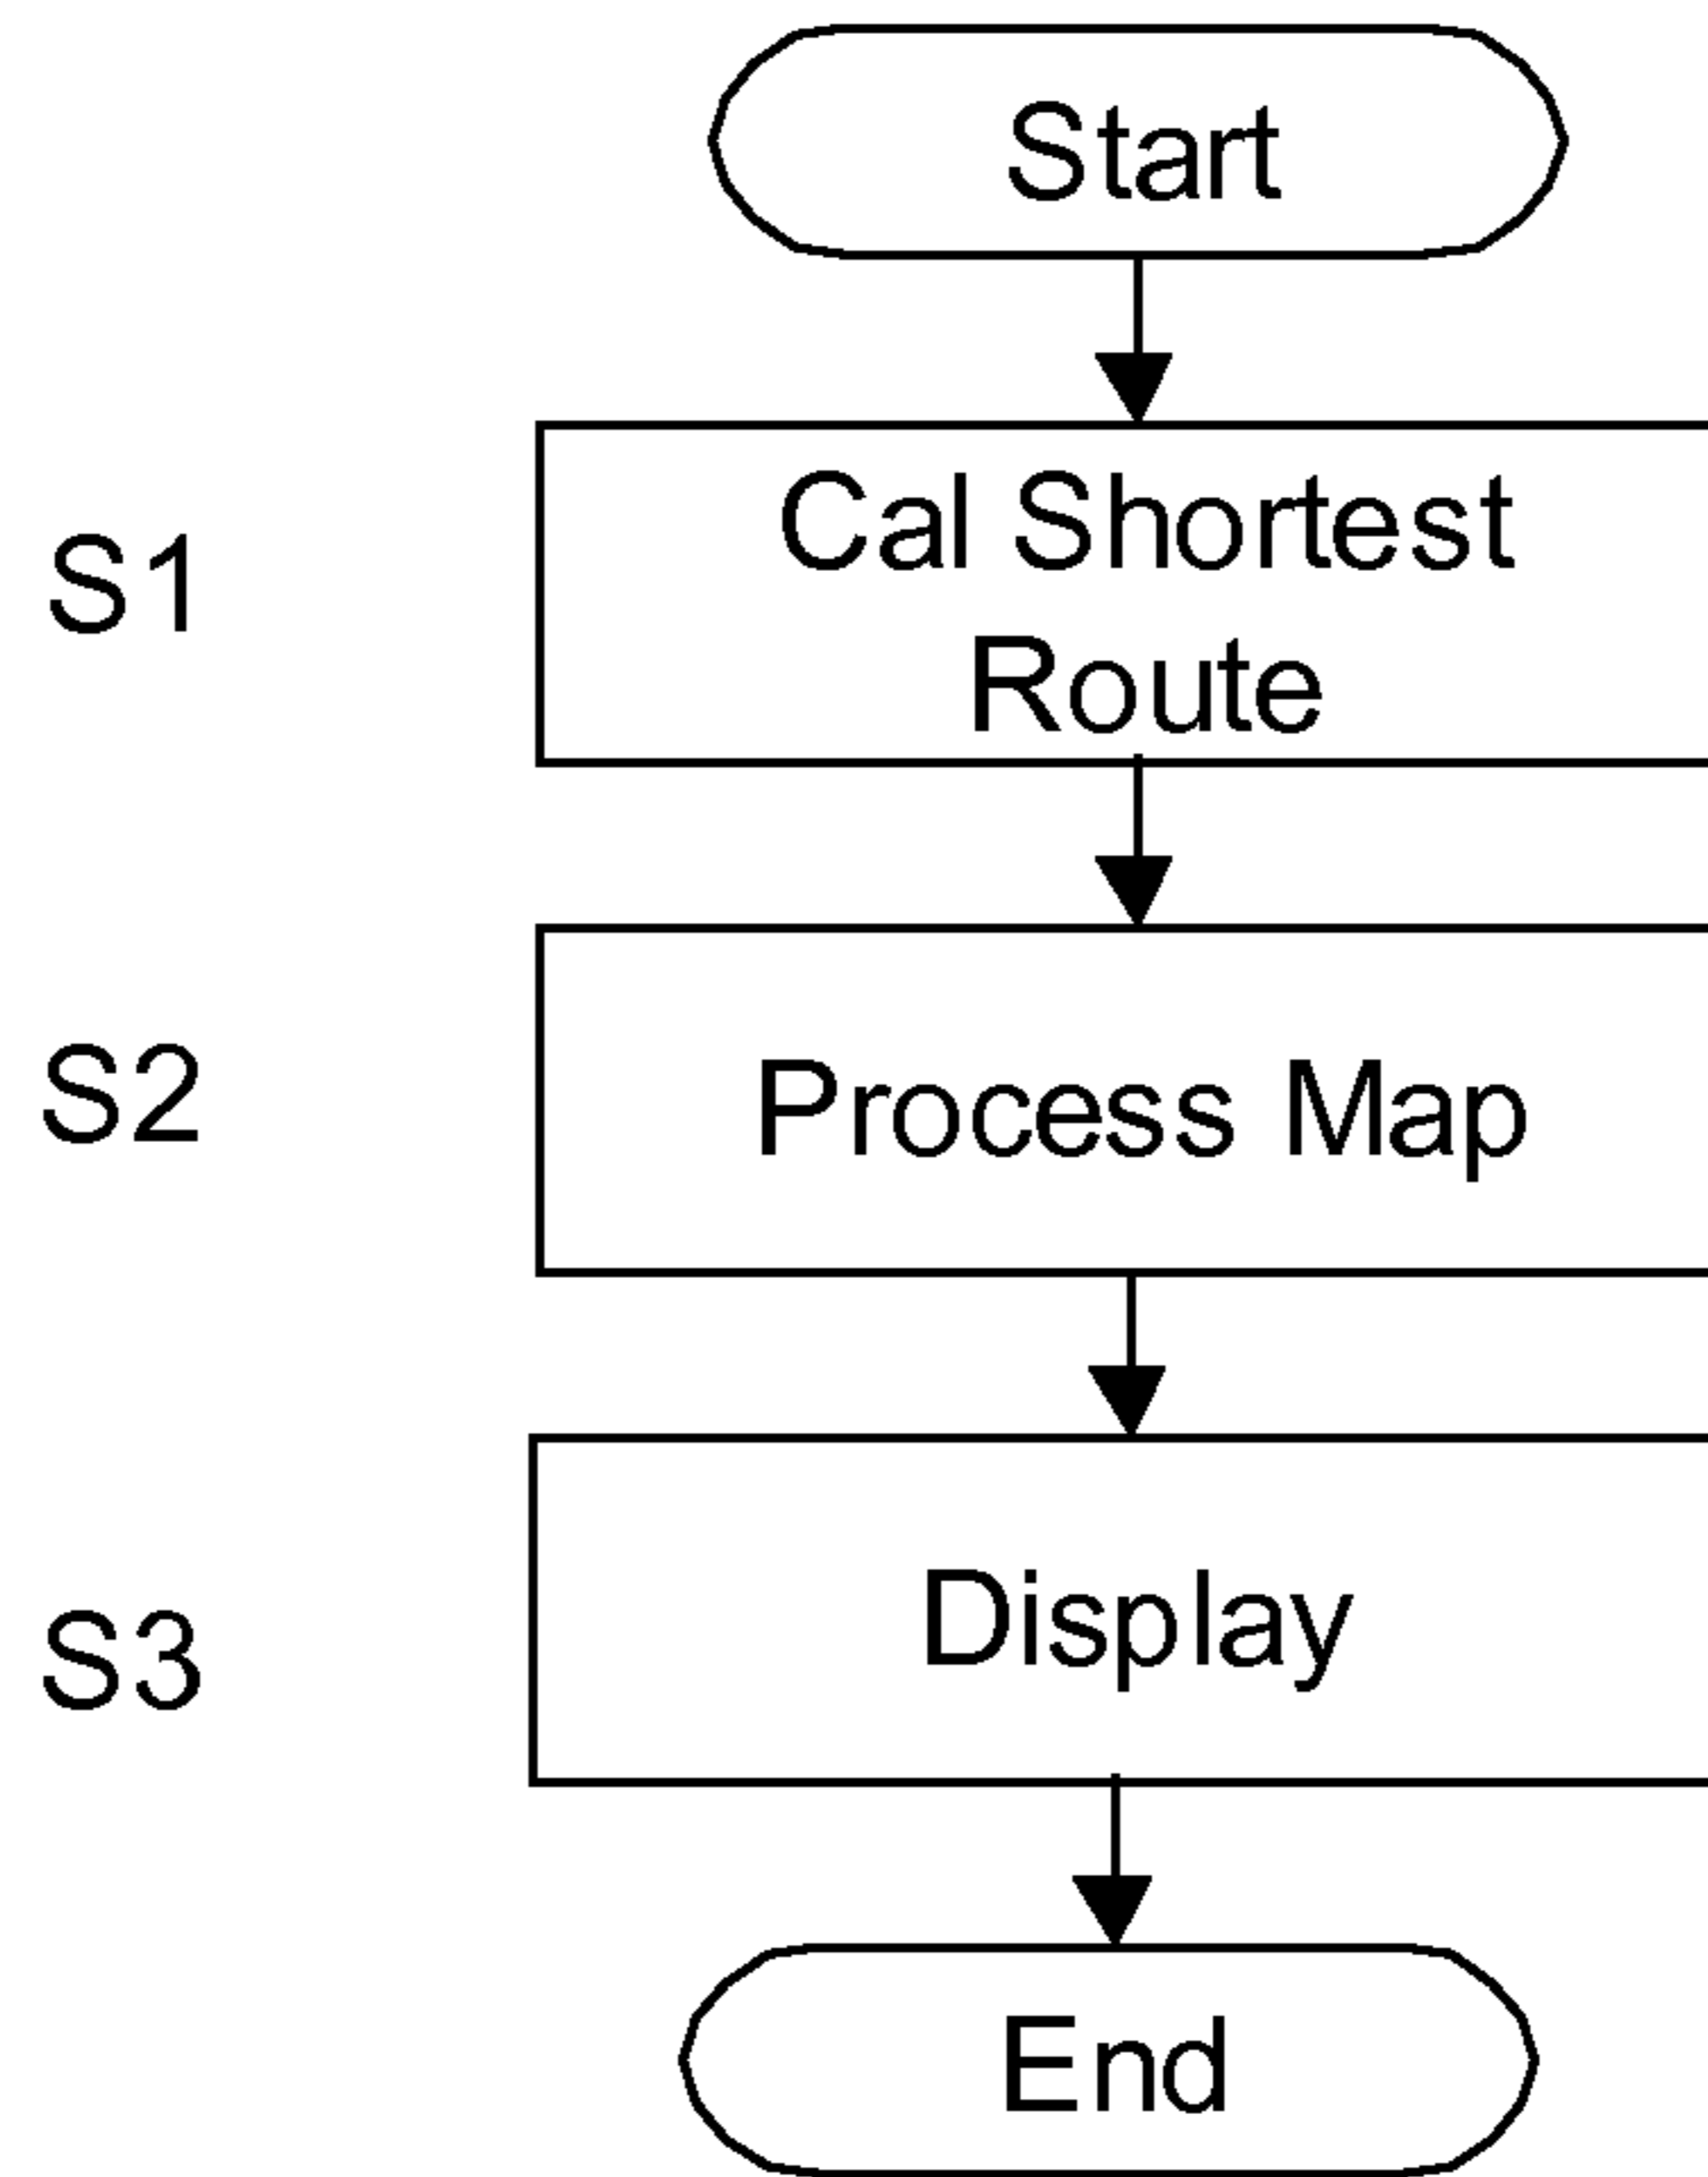 Start
S1
Cal Shortest
Route
S2
Process Map
S3
Display
End